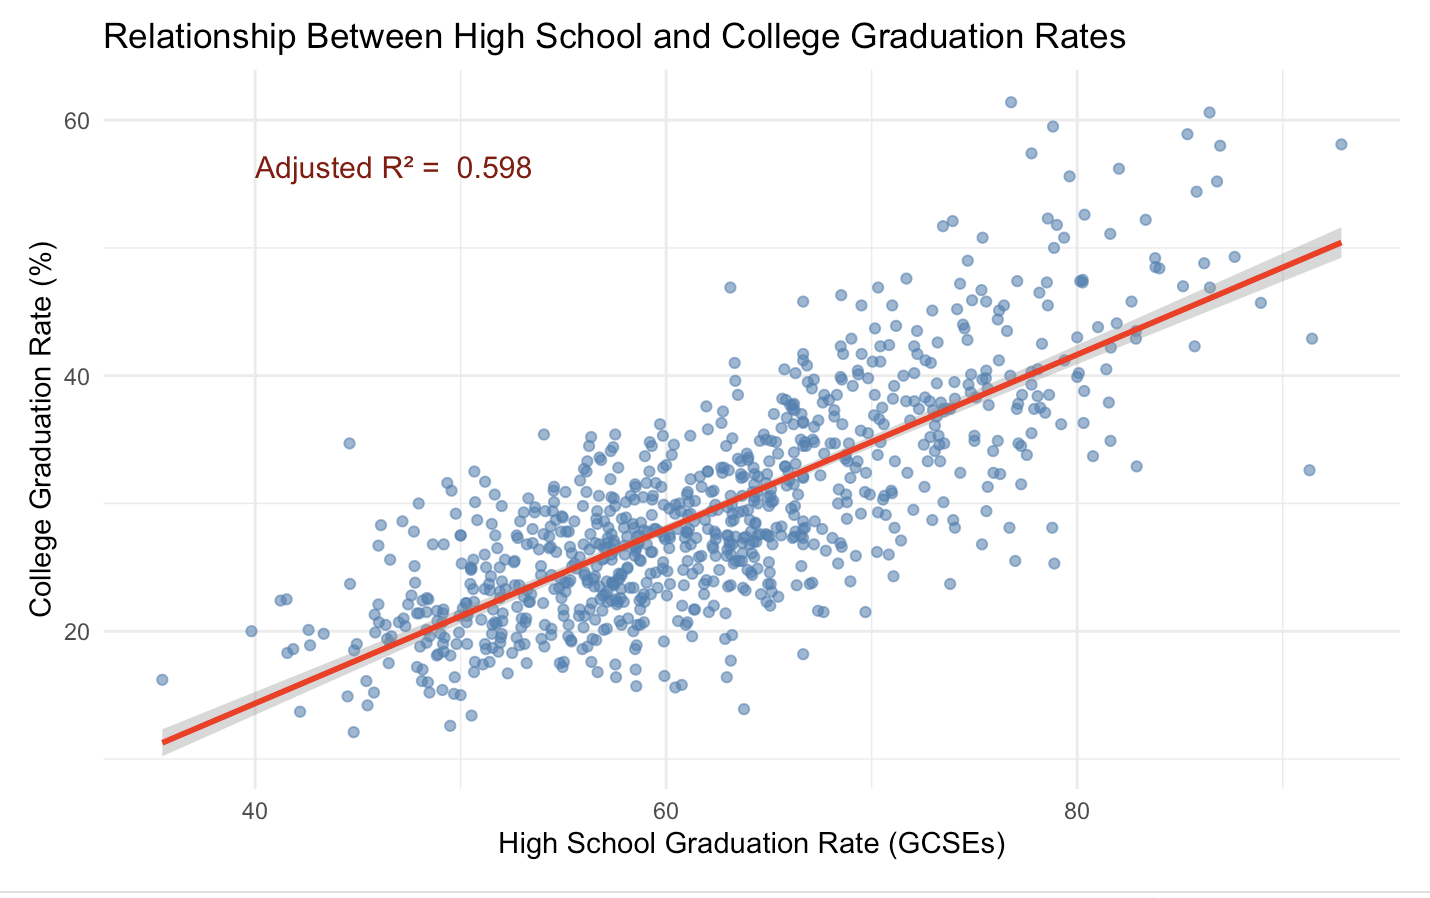 Relationship Between High School and College Graduation Rates
60
Adjusted R² =  0.598
College Graduation Rate (%)
40
20
40 60 80
High School Graduation Rate (GCSEs)